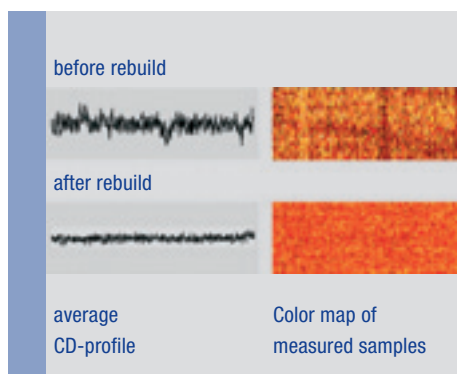 before rebuild
after rebuild
average
CD-profile
Color map of
measured samples